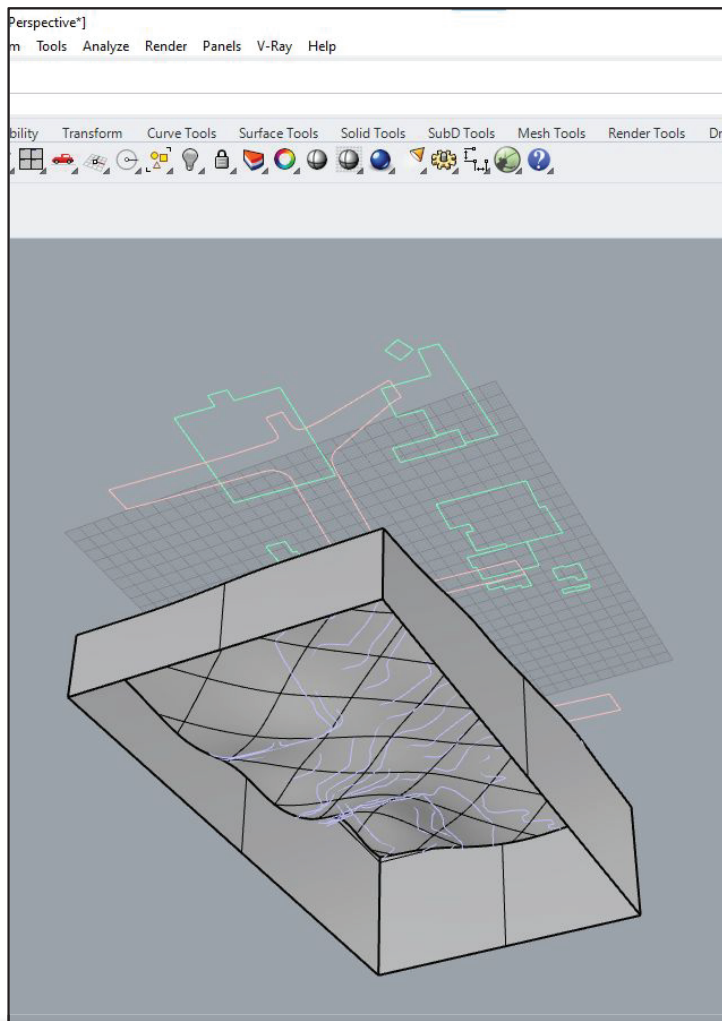 Perspective*]
m Tools Analyze Render Panels V-Ray Help
bility Transform Curve Tools Surface Tools Solid Tools SubD Tools Mesh Tools Render Tools Dr